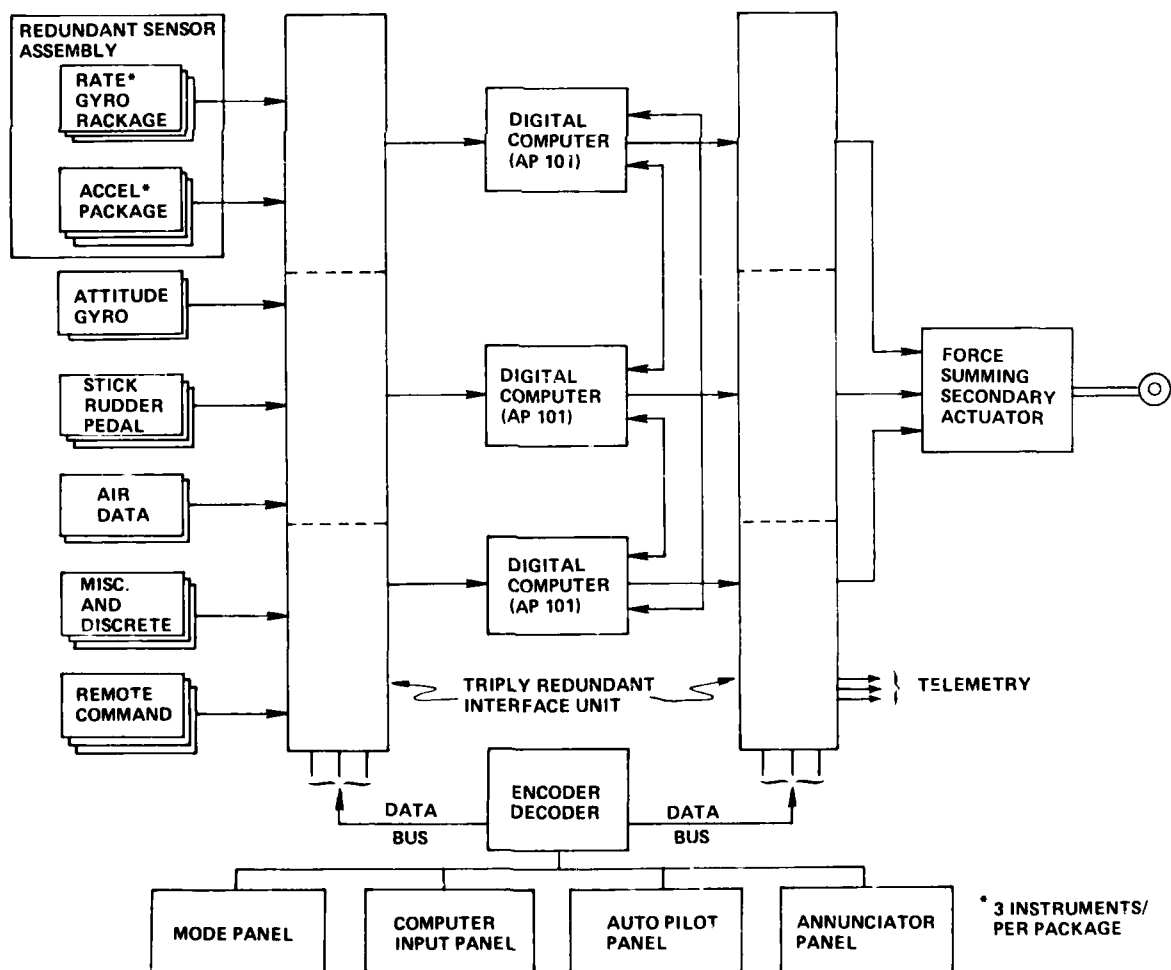 REDUNDANT SENSOR
ASSEMBLY
RATE*
GYRO
RACKAGE
ACCEL*
PACKAGE
ATTITUDE
GYRO
STICK
RUDDER
PEDAL
AIR
DATA
MISC.
AND
DISCRETE
REMOTE
COMMAND
DIGITAL
COMPUTER
(AP 101)
DIGITAL
COMPUTER
(AP 101)
DIGITAL
COMPUTER
(AP 101)
FORCE
SUMMING
SECONDARY
ACTUATOR
TRIPLY REDUNDANT
INTERFACE UNIT
TELEMETRY
ENCODER
DECODER
DATA
BUS
DATA
BUS
MODE PANEL
COMPUTER
INPUT PANEL
AUTO PILOT
PANEL
ANNUNCIATOR
PANEL
* 3 INSTRUMENTS/
PER PACKAGE